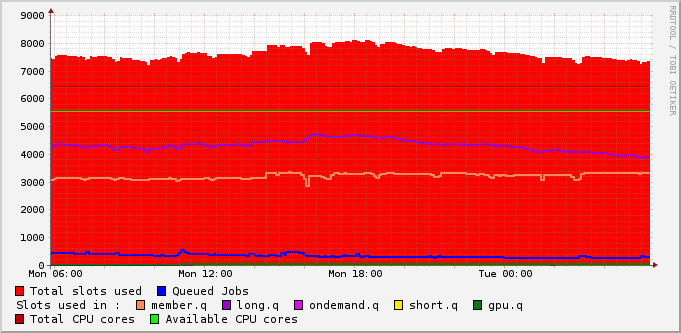 9000
8000
7000
6000
5000
4000
3000
2000
1000
0
Mon 06:00 Mon 12:00 Mon 18:00 Tue 00:00
Total slots used Queued Jobs
Slots used in : member.q long.q ondemand.q short.q gpu.q
Total CPU cores Available CPU cores
RRDTOOL / TOBI OETIKER